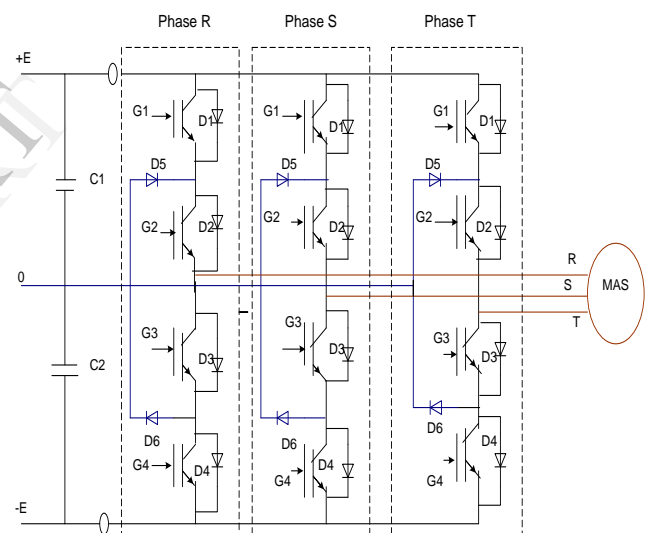 Phase R Phase S Phase T
+E
G1 D1 G1 D1 G1 D1
D5 D5 D5
C1
G2 D2 G2 D2 G2 D2
0
R
S MAS
T
G3 D3 G3 D3 G3 D3
C2
D6 D6 D6
G4 D4 G4 D4 G4 D4
-E